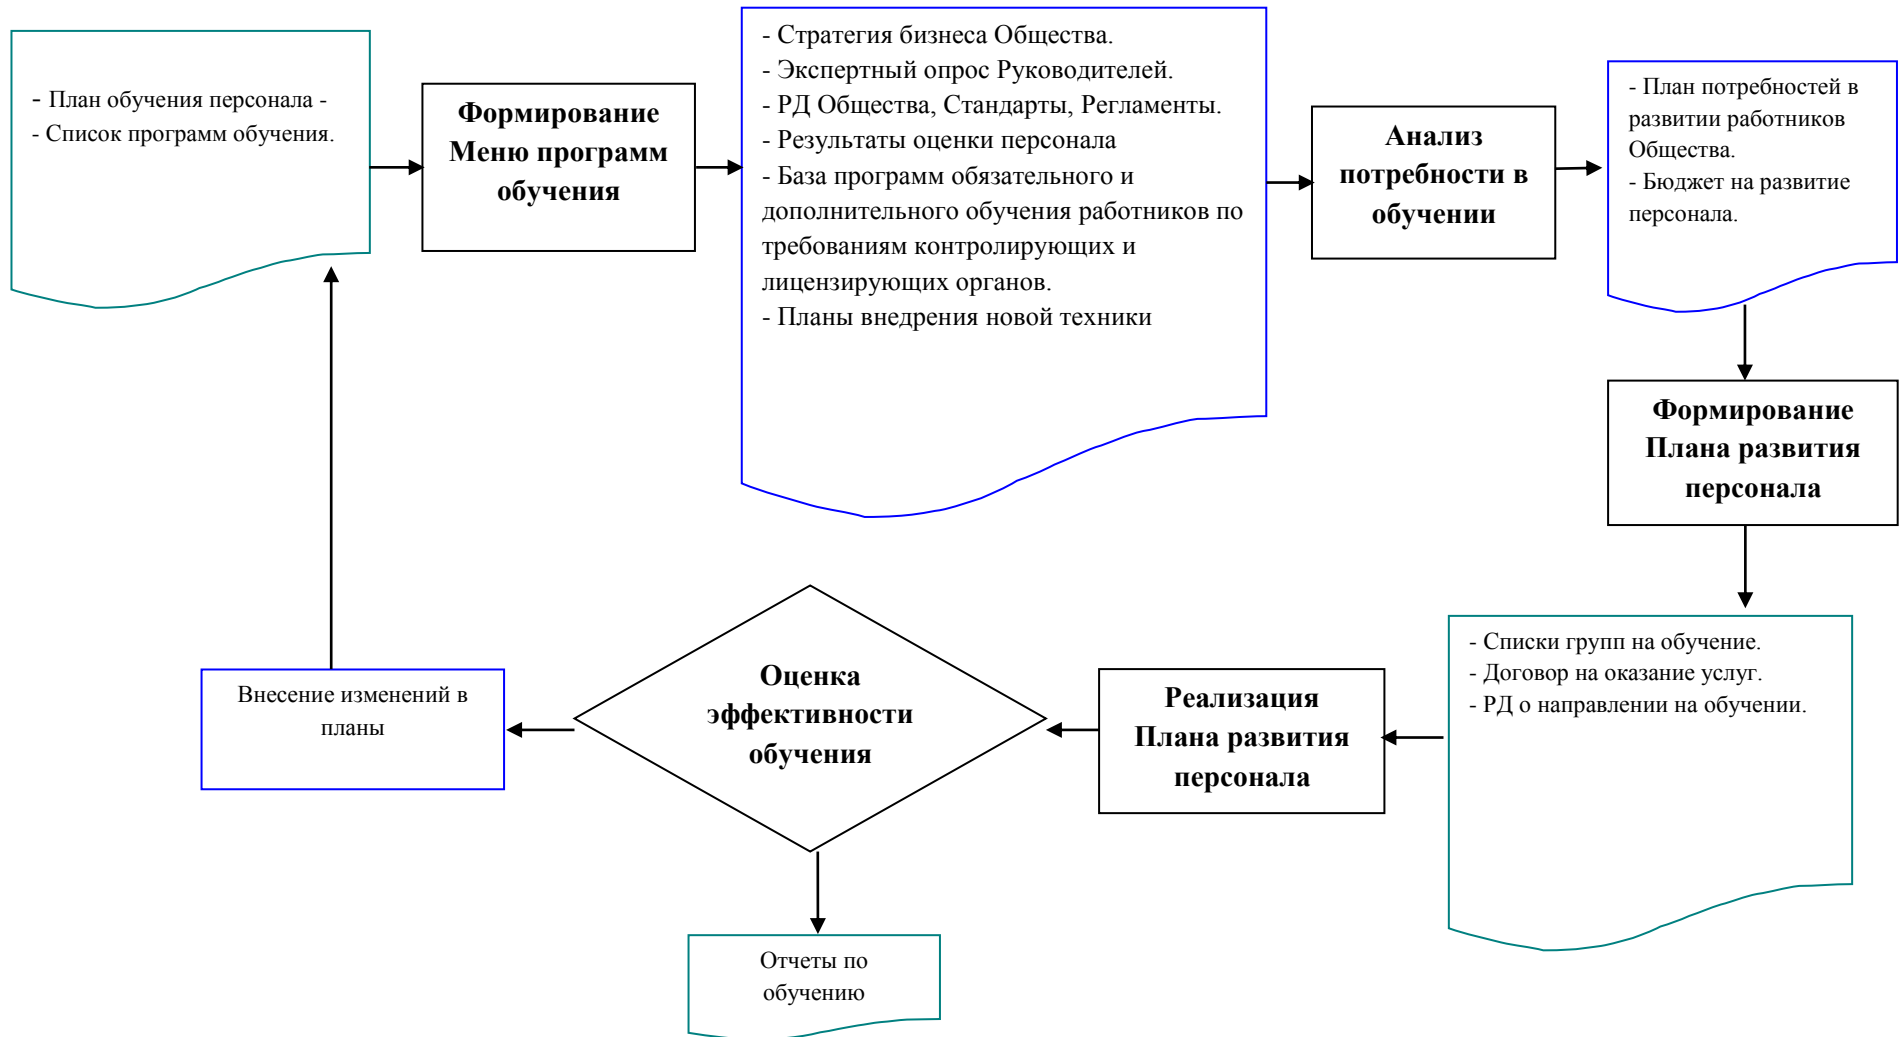 - План обучения персонала -
- Список программ обучения.
Формирование
Меню программ
обучения
- Стратегия бизнеса Общества.
- Экспертный опрос Руководителей.
- РД Общества, Стандарты, Регламенты.
- Результаты оценки персонала
- База программ обязательного и
дополнительного обучения работников по
требованиям контролирующих и
лицензирующих органов.
- Планы внедрения новой техники
Анализ
потребности в
обучении
- План потребностей в
развитии работников
Общества.
- Бюджет на развитие
персонала.
Формирование
Плана развития
персонала
- Списки групп на обучение.
- Договор на оказание услуг.
- РД о направлении на обучении.
Реализация
Плана развития
персонала
Оценка
эффективности
обучения
Внесение изменений в
планы
Отчеты по
обучению